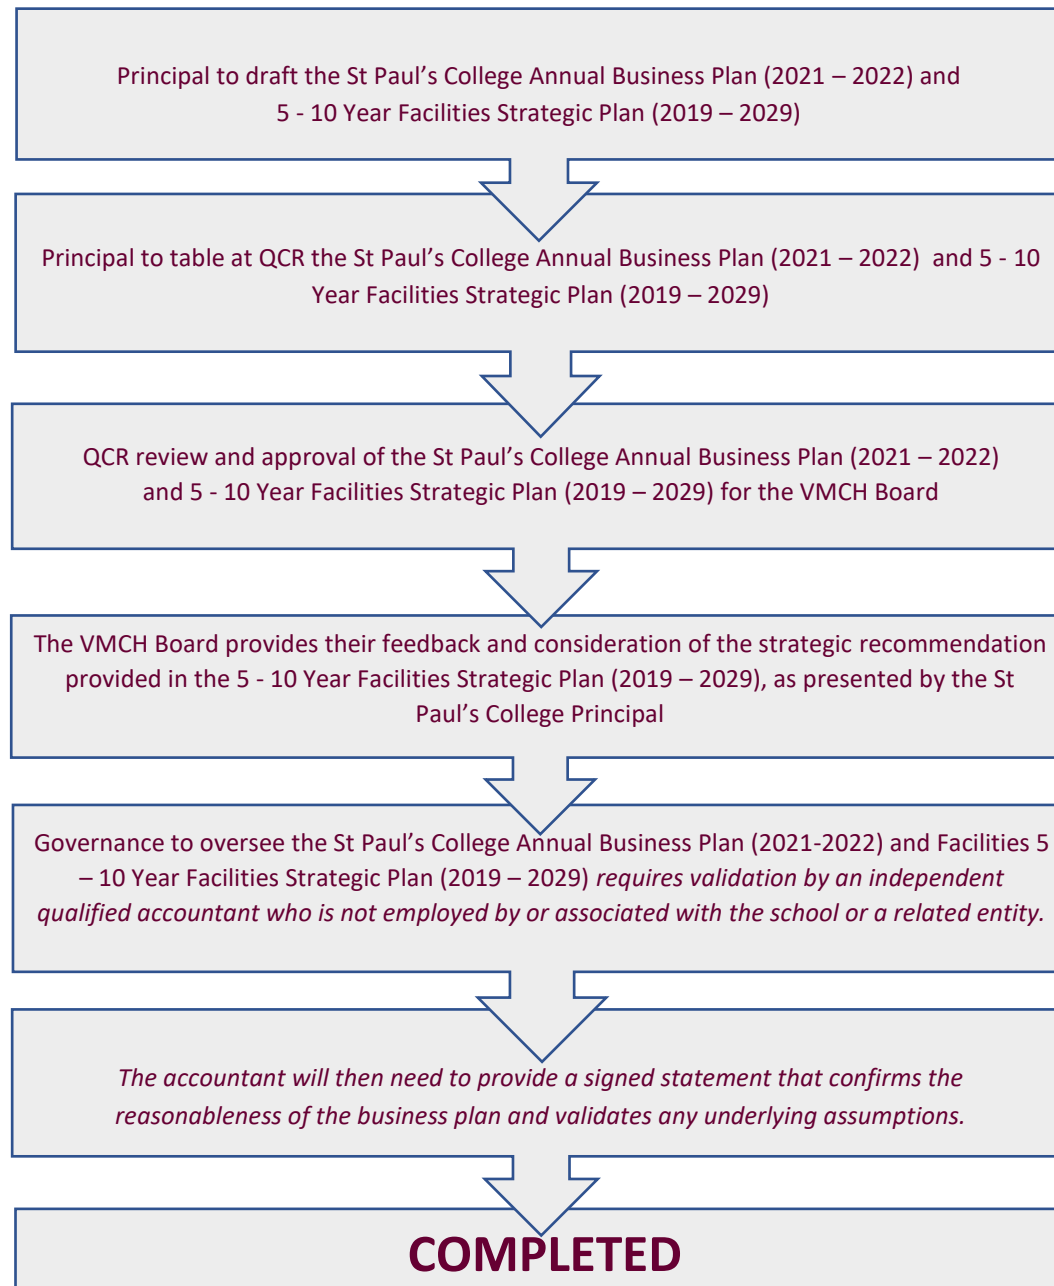 Principal to draft the St Paul’s College Annual Business Plan (2021 – 2022) and
5 - 10 Year Facilities Strategic Plan (2019 – 2029)
Principal to table at QCR the St Paul’s College Annual Business Plan (2021 – 2022) and 5 - 10
Year Facilities Strategic Plan (2019 – 2029)
QCR review and approval of the St Paul’s College Annual Business Plan (2021 – 2022)
and 5 - 10 Year Facilities Strategic Plan (2019 – 2029) for the VMCH Board
The VMCH Board provides their feedback and consideration of the strategic recommendation
provided in the 5 - 10 Year Facilities Strategic Plan (2019 – 2029), as presented by the St
Paul’s College Principal
Governance to oversee the St Paul’s College Annual Business Plan (2021-2022) and Facilities 5
– 10 Year Facilities Strategic Plan (2019 – 2029) requires validation by an independent
qualified accountant who is not employed by or associated with the school or a related entity.
The accountant will then need to provide a signed statement that confirms the
reasonableness of the business plan and validates any underlying assumptions.
COMPLETED